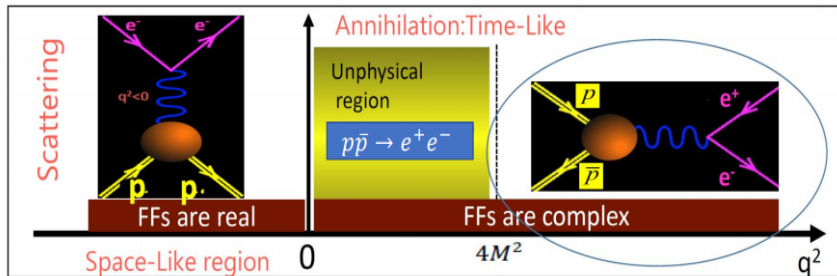 Scattering
e⁻ e⁻
q²<0
p. p.
FFs are real
Space-Like region
Annihilation:Time-Like
Unphysical
region
pp̄ → e⁺e⁻
p
p̄
e⁺
e⁻
FFs are complex
0
4M²
q²